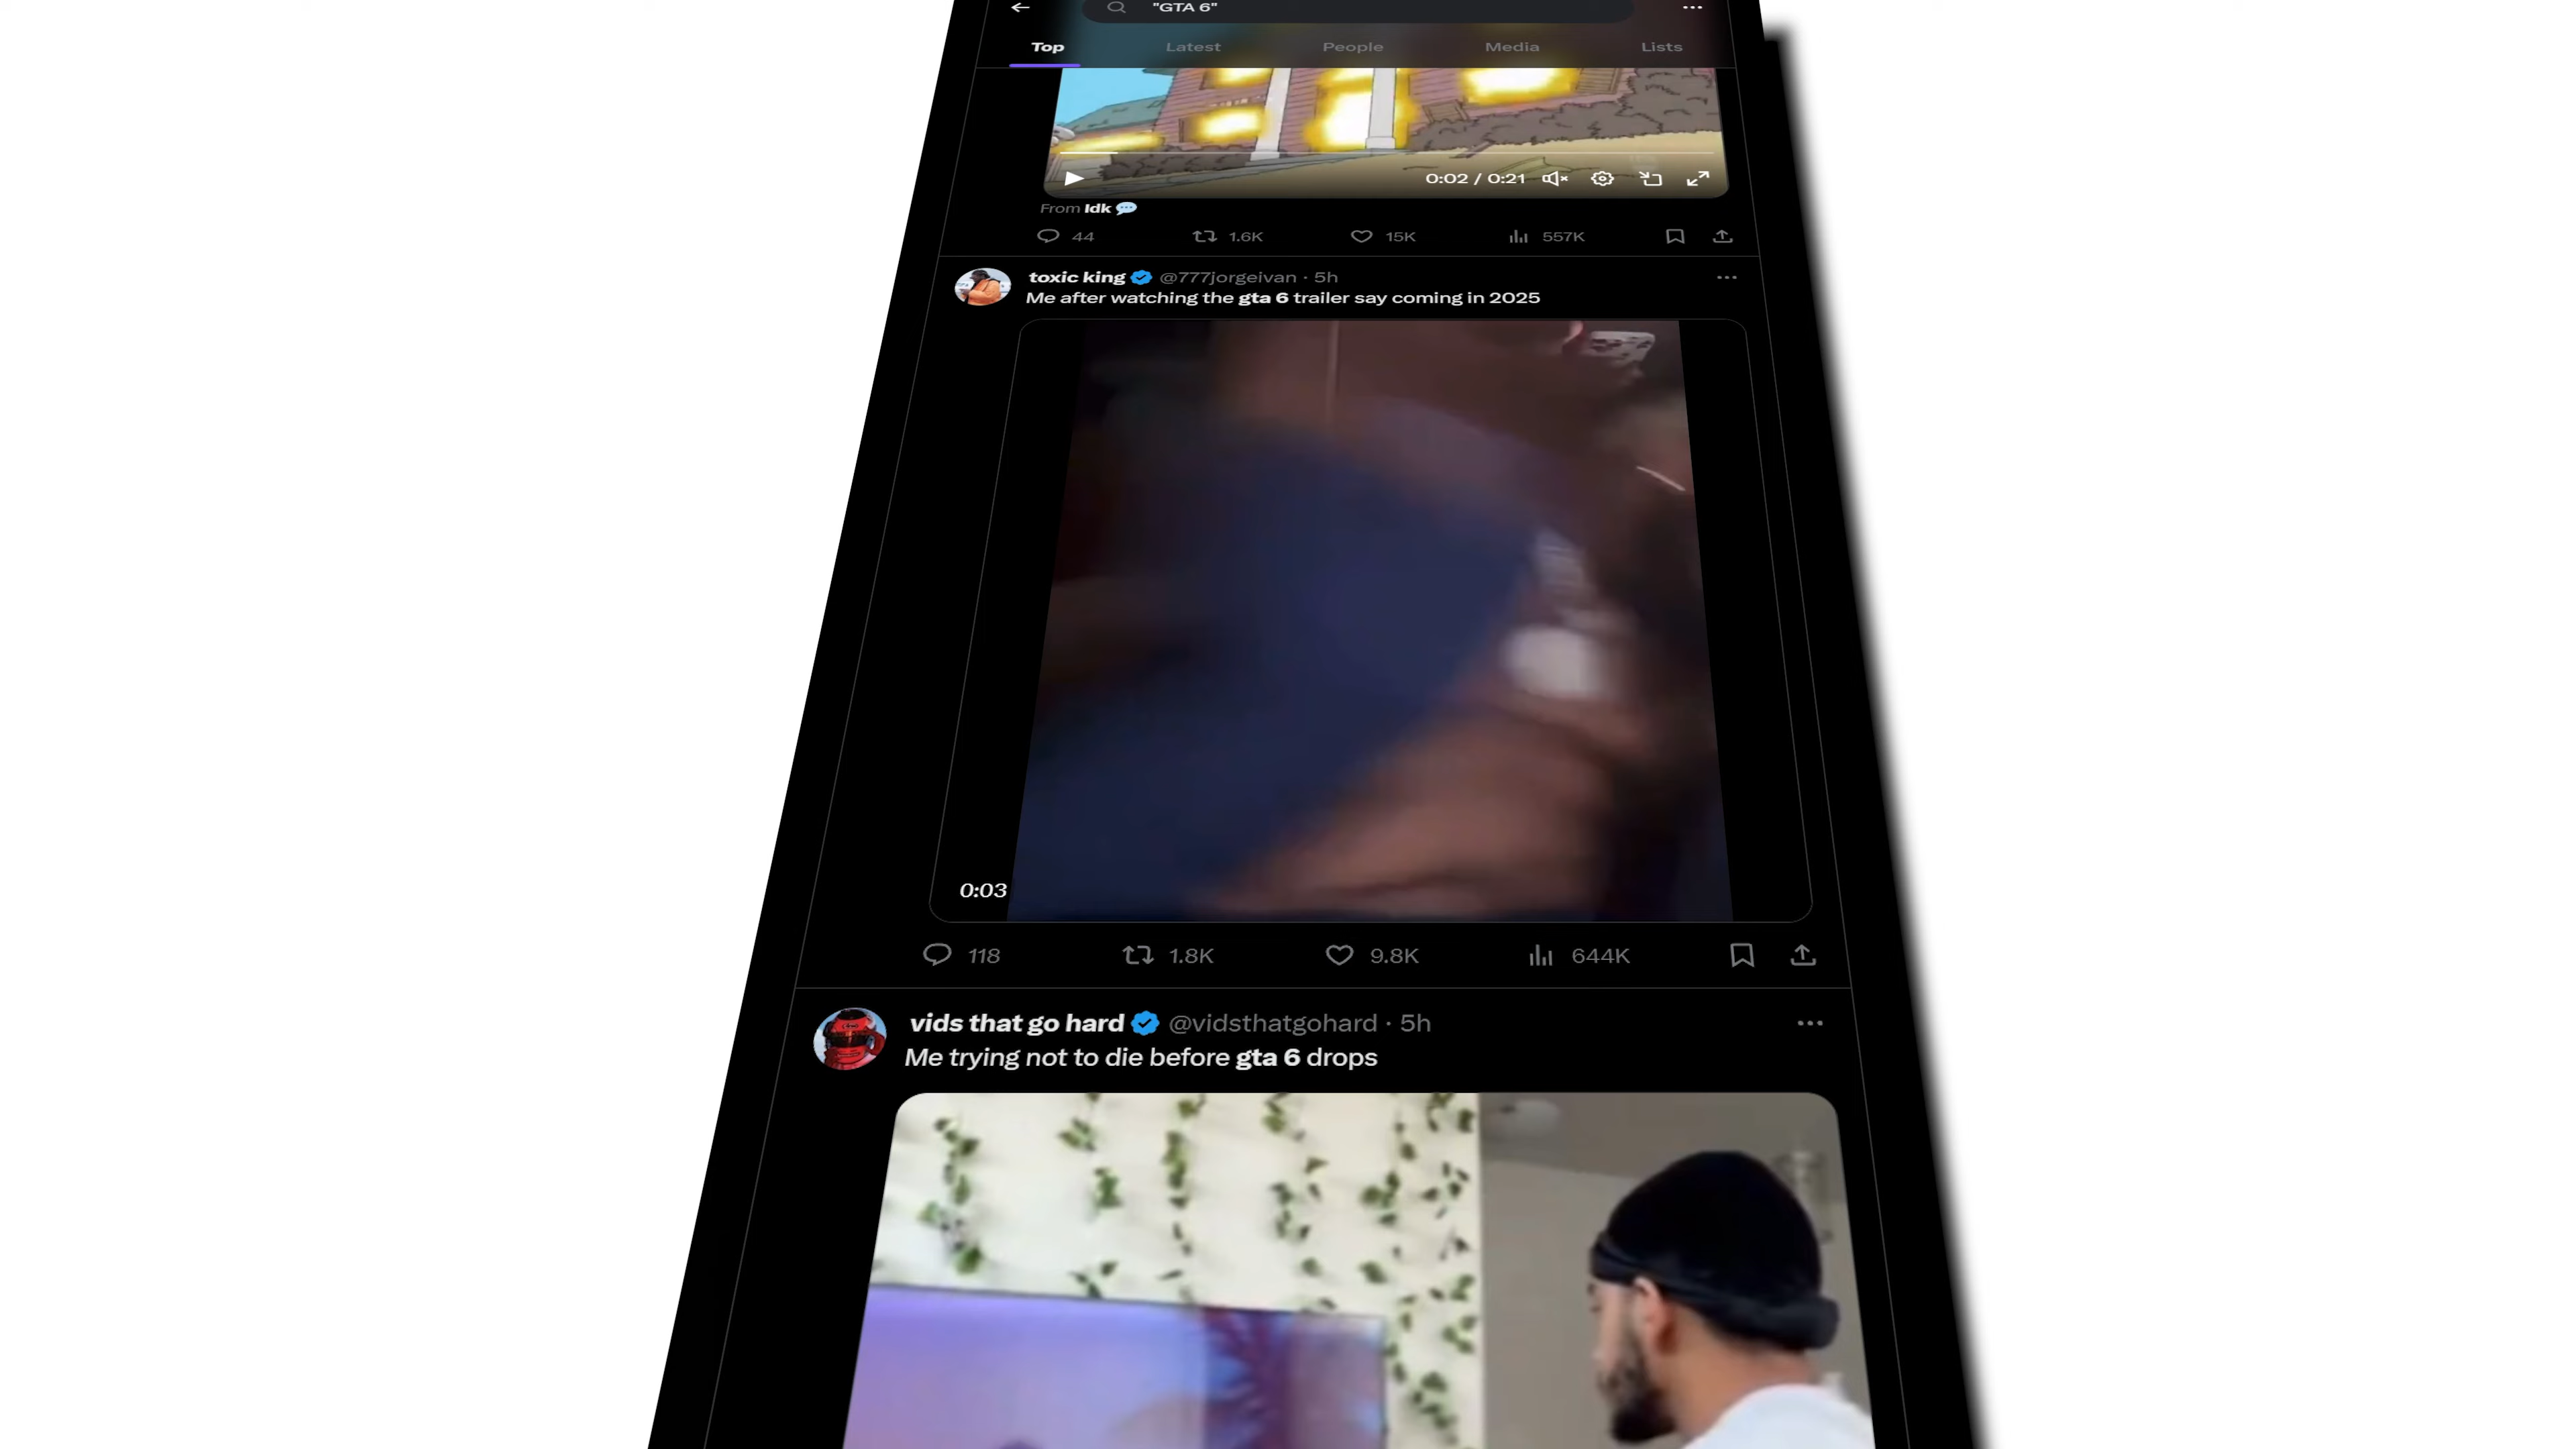 "GTA 6"
Top Latest People Media Lists
0:02 / 0:21
From Idk
44 1.6K 15K 557K
toxic king @777jorgeivan · 5h
Me after watching the gta 6 trailer say coming in 2025
0:03
118 1.8K 9.8K 644K
vids that go hard @vidsthatgohard · 5h
Me trying not to die before gta 6 drops